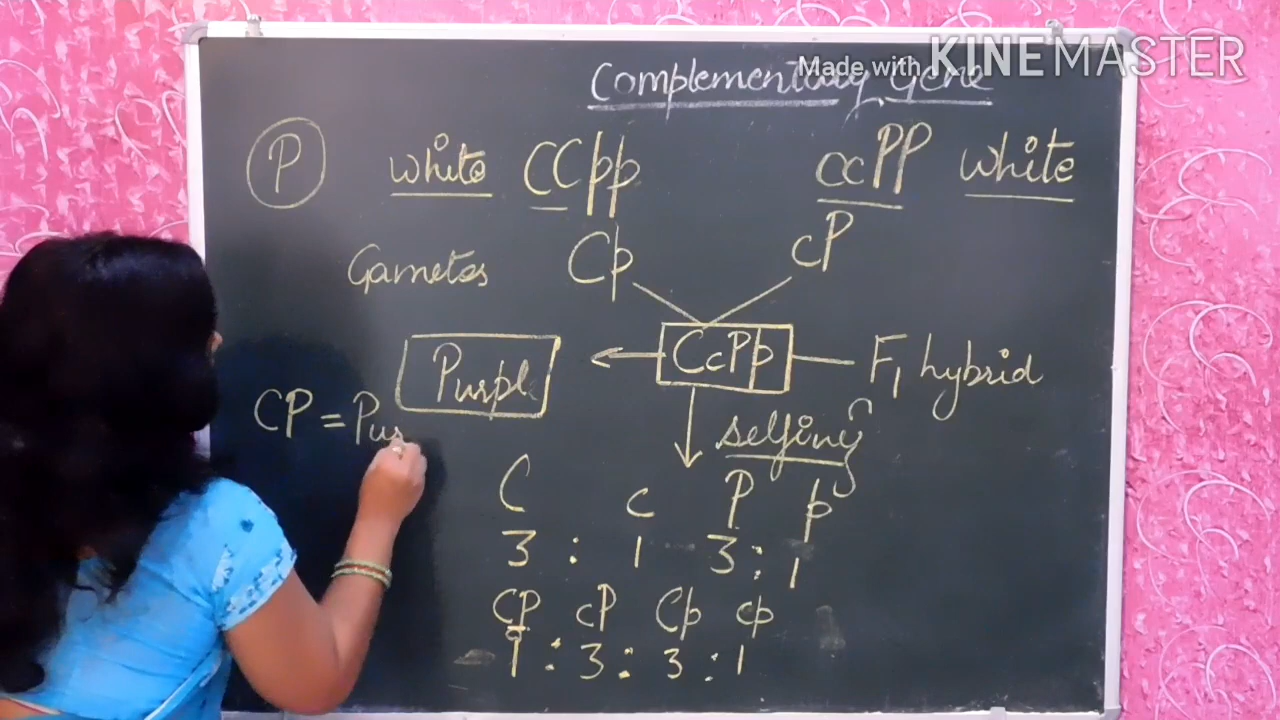 Made with KINEMASTER
Complementary gene
P white CCpp ccPP white
Gametes Cp cP
Purple CcPp F1 hybrid
CP = Pur
selfing
C c P p
3 : 1 3 : 1
CP cP Cp cp
9 : 3 : 3 : 1